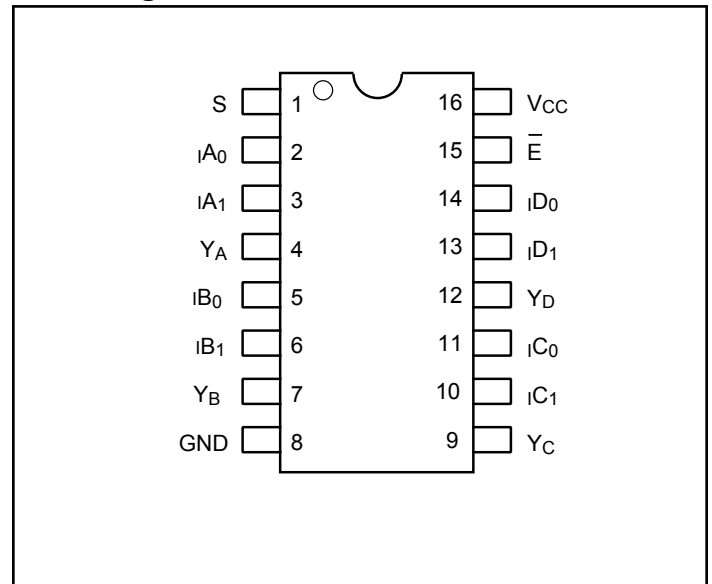 S 1 16 VCC
IA0 2 15 E̅
IA1 3 14 ID0
YA 4 13 ID1
IB0 5 12 YD
IB1 6 11 IC0
YB 7 10 IC1
GND 8 9 YC